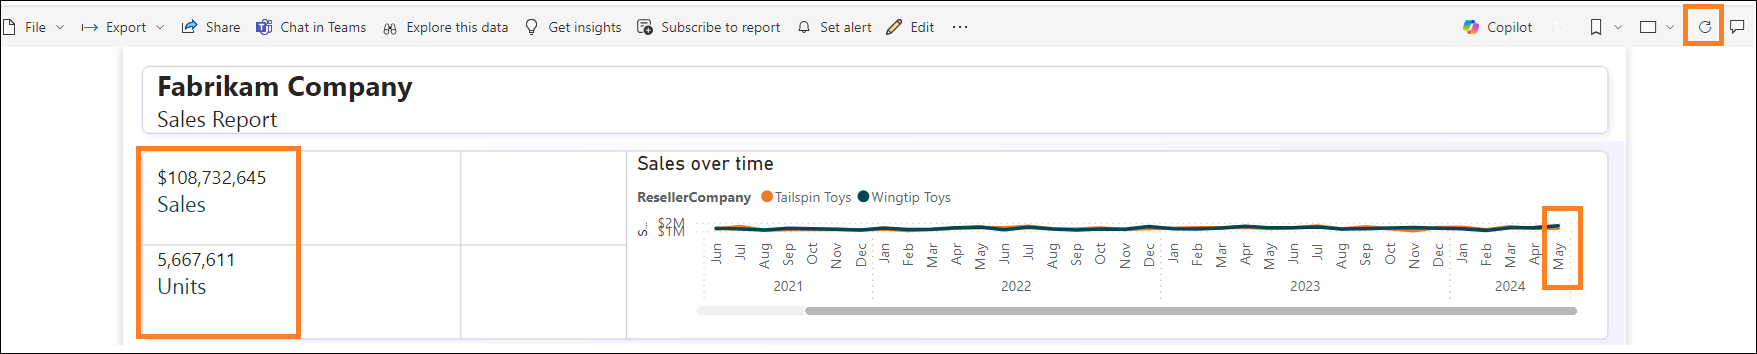 File Export Share Chat in Teams Explore this data Get insights Subscribe to report Set alert Edit ... Copilot
Fabrikam Company
Sales Report
$108,732,645
Sales
5,667,611
Units
Sales over time
ResellerCompany Tailspin Toys Wingtip Toys
S...
$2M
$1M
Jun Jul Aug Sep Oct Nov Dec Jan Feb Mar Apr May Jun Jul Aug Sep Oct Nov Dec Jan Feb Mar Apr May Jun Jul Aug Sep Oct Nov Dec Jan Feb Mar Apr May
2021 2022 2023 2024